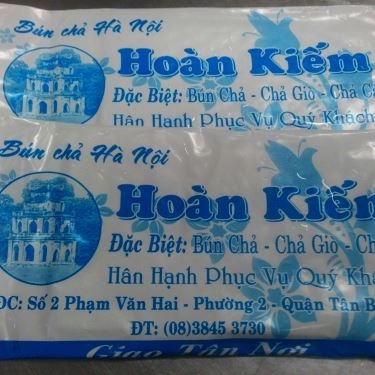 Bún chả Hà Nội
Hoàn Kiếm
Đặc Biệt: Bún Chả - Chả Giò - Chả
Hân Hạnh Phục Vụ Quý Khách
Bún chả Hà Nội
Hoàn Kiếm
Đặc Biệt: Bún Chả - Chả Giò -
Hân Hạnh Phục Vụ Quý
ĐC: Số 2 Phạm Văn Hai - Phường 2 - Quận Tân
ĐT: (08)3845 3730
Giao Tận Nơi